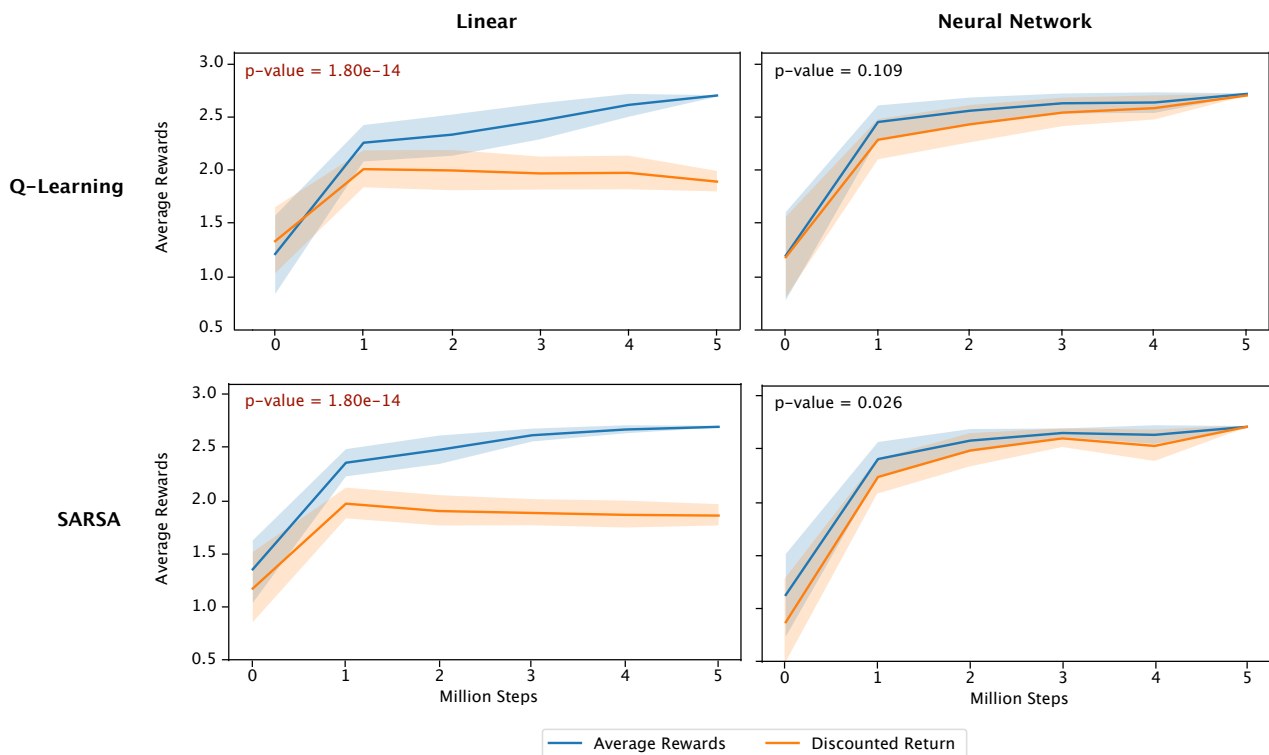 Linear
Neural Network
Q-Learning
Average Rewards
3.0
2.5
2.0
1.5
1.0
0.5
p-value = 1.80e-14
0 1 2 3 4 5
p-value = 0.109
0 1 2 3 4 5
SARSA
Average Rewards
3.0
2.5
2.0
1.5
1.0
0.5
p-value = 1.80e-14
0 1 2 3 4 5
Million Steps
p-value = 0.026
0 1 2 3 4 5
Million Steps
Average Rewards Discounted Return